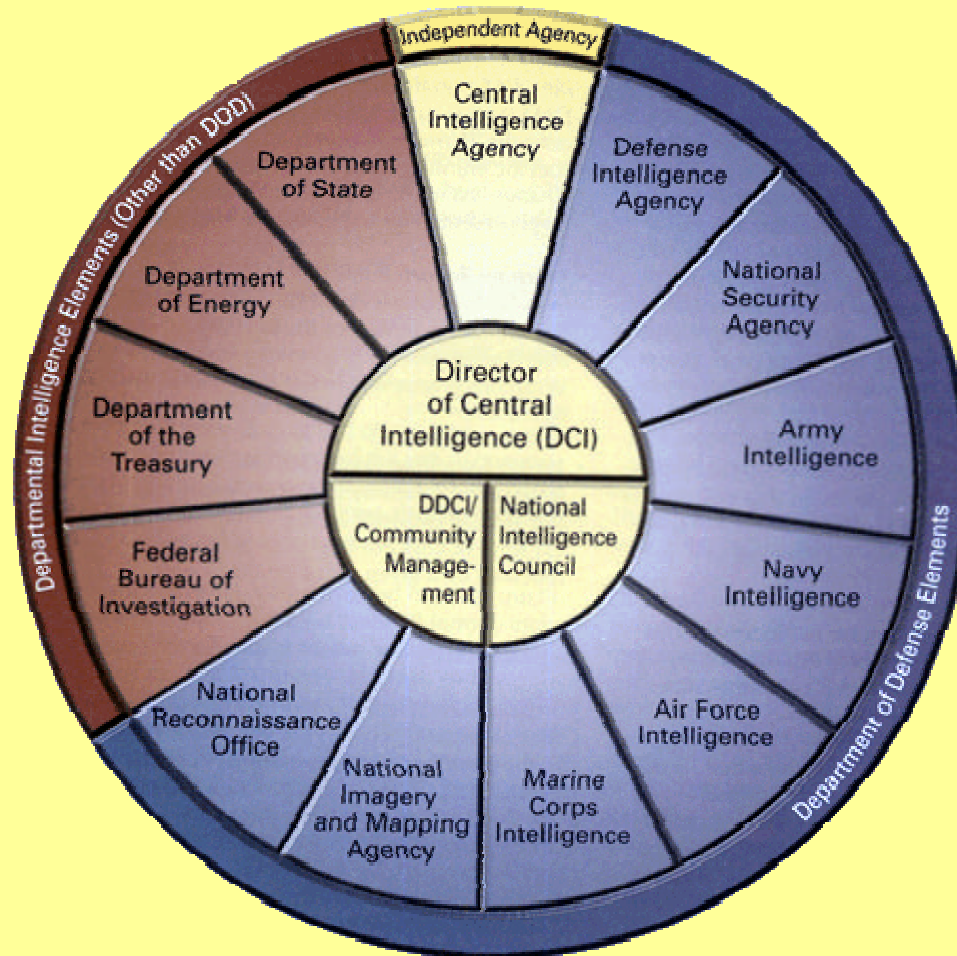 Independent Agency
Central
Intelligence
Agency
Defense
Intelligence
Agency
National
Security
Agency
Army
Intelligence
Navy
Intelligence
Air Force
Intelligence
Marine
Corps
Intelligence
National
Imagery
and Mapping
Agency
National
Reconnaissance
Office
Federal
Bureau of
Investigation
Department
of the
Treasury
Department
of Energy
Department
of State
Director
of Central
Intelligence (DCI)
DDCI/
Community
Manage-
ment
National
Intelligence
Council
Departmental Intelligence Elements (Other than DOD)
Department of Defense Elements